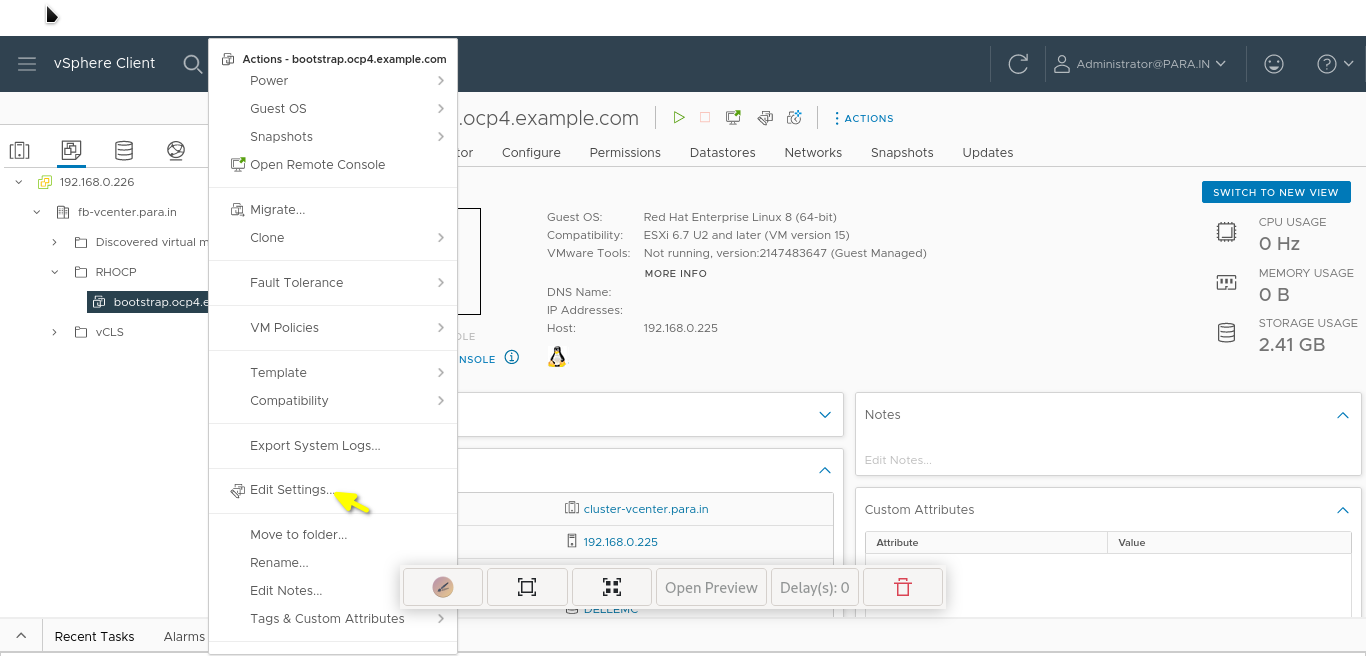 vSphere Client
Administrator@PARA.IN
Actions - bootstrap.ocp4.example.com
Power
Guest OS
Snapshots
Open Remote Console
Migrate...
Clone
Fault Tolerance
VM Policies
Template
Compatibility
Export System Logs...
Edit Settings...
Move to folder...
Rename...
Edit Notes...
Tags & Custom Attributes
192.168.0.226
fb-vcenter.para.in
Discovered virtual m
RHOCP
bootstrap.ocp4.e
vCLS
.ocp4.example.com
ACTIONS
tor Configure Permissions Datastores Networks Snapshots Updates
SWITCH TO NEW VIEW
Guest OS: Red Hat Enterprise Linux 8 (64-bit)
Compatibility: ESXi 6.7 U2 and later (VM version 15)
VMware Tools: Not running, version:2147483647 (Guest Managed)
MORE INFO
DNS Name:
IP Addresses:
Host: 192.168.0.225
OLE
NSOLE
CPU USAGE
0 Hz
MEMORY USAGE
0 B
STORAGE USAGE
2.41 GB
Notes
Edit Notes...
Custom Attributes
Attribute Value
cluster-vcenter.para.in
192.168.0.225
DELLEMC
Open Preview Delay(s): 0
Recent Tasks Alarms